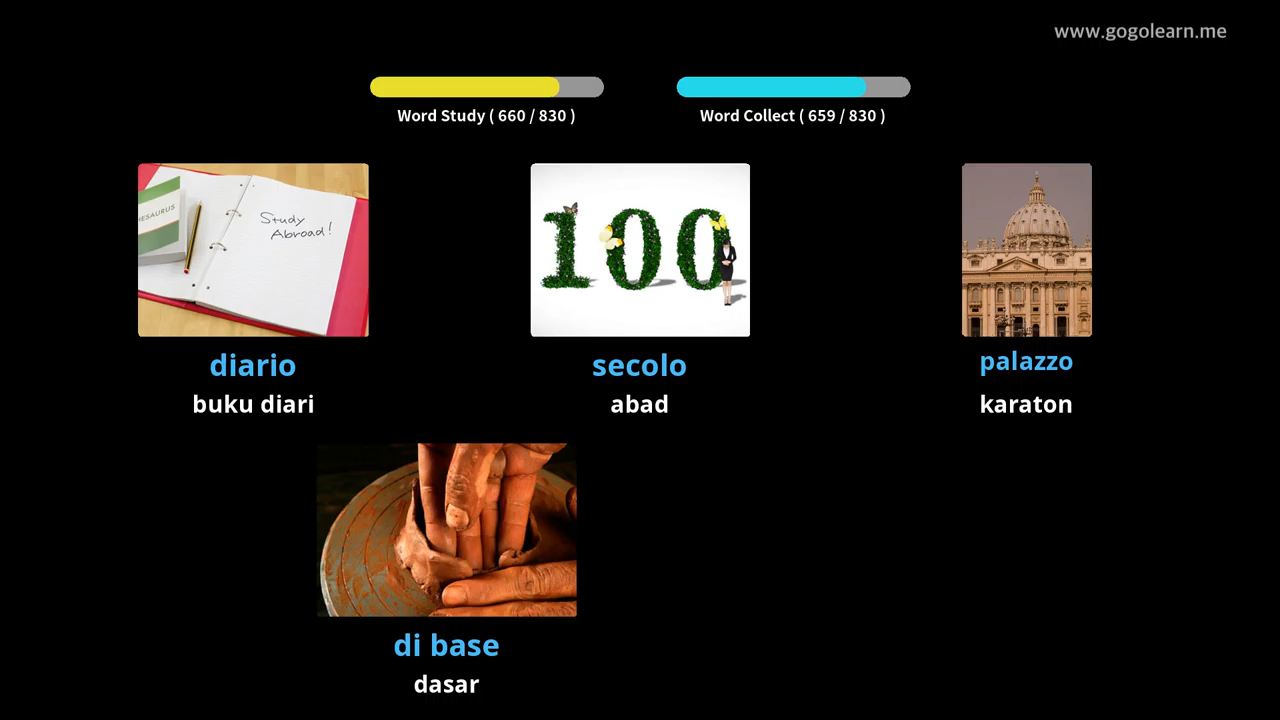 www.gogolearn.me
Word Study ( 660 / 830 )
Word Collect ( 659 / 830 )
HESAURUS
Study
Abroad!
100
diario
buku diari
secolo
abad
palazzo
karaton
di base
dasar